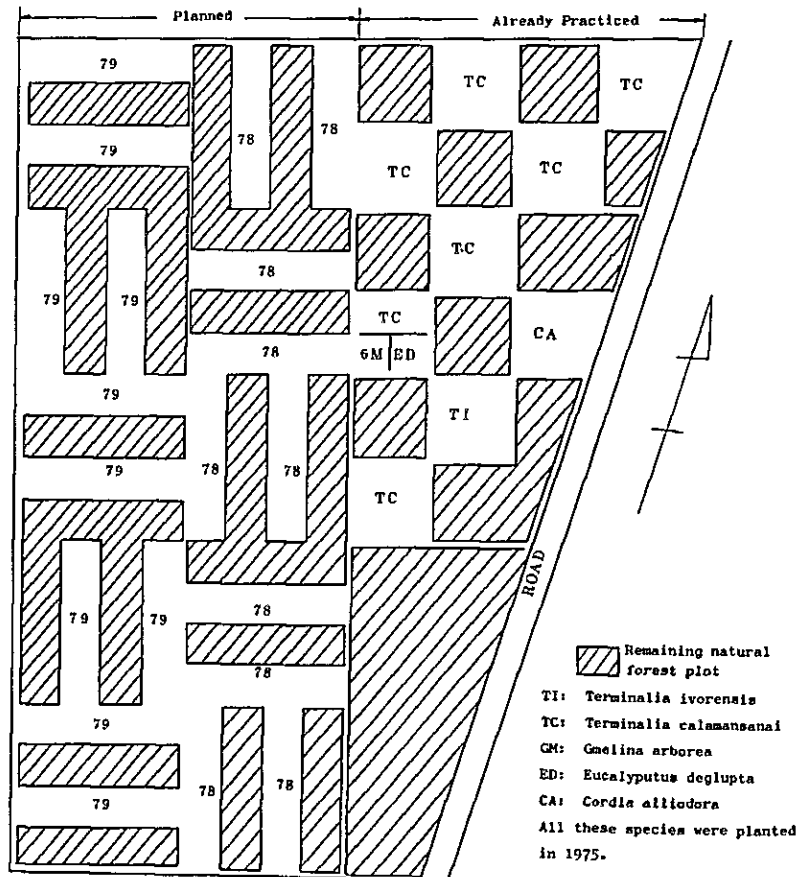 Planned Already Practiced
79 TC TC
78 78
79 TC TC
TC
78
79 79
TC
CA
78 GM ED
79
TI
79 78 78
TC
ROAD
79 79 78
78
79
79 78 78
Remaining natural
forest plot
TI: Terminalia ivorensis
TC: Terminalia calamansanai
GM: Gmelina arborea
ED: Eucalyputus deglupta
CA: Cordia alliodora
All these species were planted
in 1975.